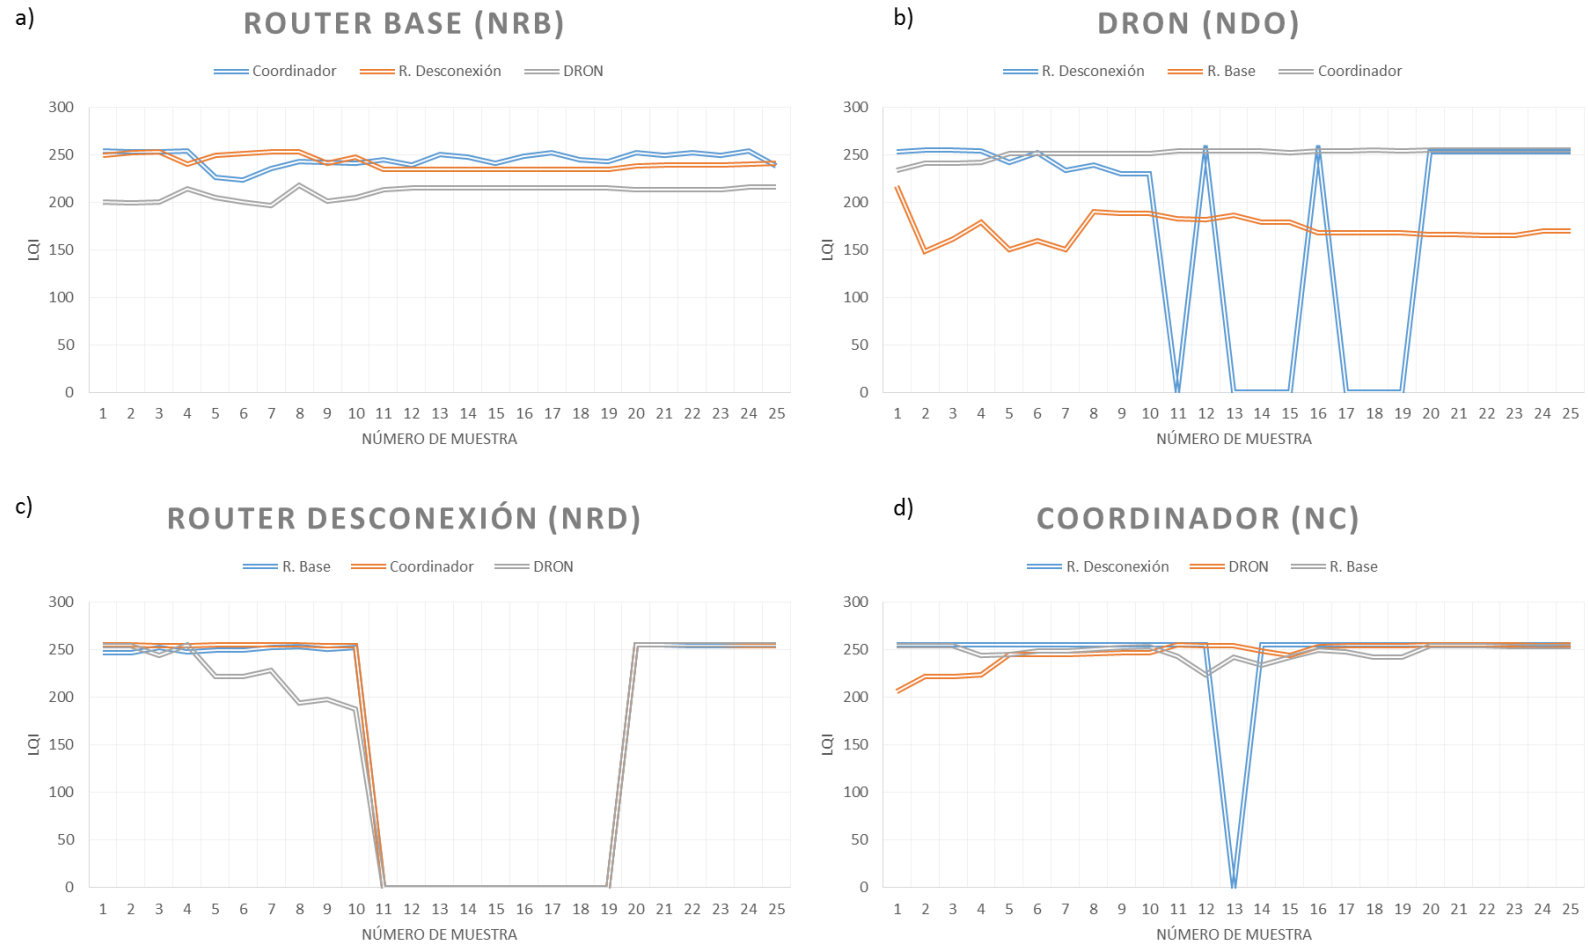 a)
ROUTER BASE (NRB)
Coordinador R. Desconexión DRON
300
250
200
150
100
50
0
LQI
1 2 3 4 5 6 7 8 9 10 11 12 13 14 15 16 17 18 19 20 21 22 23 24 25
NÚMERO DE MUESTRA
b)
DRON (NDO)
R. Desconexión R. Base Coordinador
300
250
200
150
100
50
0
LQI
1 2 3 4 5 6 7 8 9 10 11 12 13 14 15 16 17 18 19 20 21 22 23 24 25
NÚMERO DE MUESTRA
c)
ROUTER DESCONEXIÓN (NRD)
R. Base Coordinador DRON
300
250
200
150
100
50
0
LQI
1 2 3 4 5 6 7 8 9 10 11 12 13 14 15 16 17 18 19 20 21 22 23 24 25
NÚMERO DE MUESTRA
d)
COORDINADOR (NC)
R. Desconexión DRON R. Base
300
250
200
150
100
50
0
LQI
1 2 3 4 5 6 7 8 9 10 11 12 13 14 15 16 17 18 19 20 21 22 23 24 25
NÚMERO DE MUESTRA